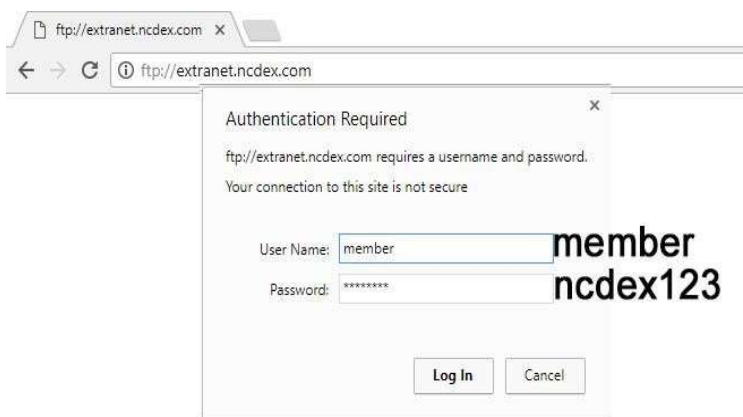 ftp://extranet.ncdex.com ×
ftp://extranet.ncdex.com
Authentication Required ×
ftp://extranet.ncdex.com requires a username and password.
Your connection to this site is not secure
User Name: member member
Password: ******** ncdex123
Log In Cancel